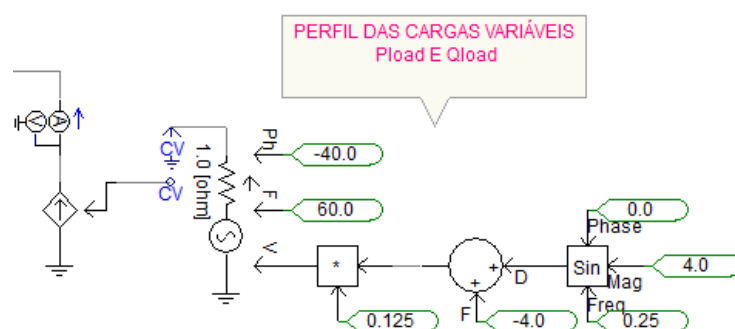 PERFIL DAS CARGAS VARIÁVEIS
Pload E Qload
V
A
CV
CV
1.0 [ohm]
Ph
-40.0
F
60.0
V
*
0.125
+
+
F
-4.0
D
Sin
Phase
0.0
Mag
4.0
Freq
0.25